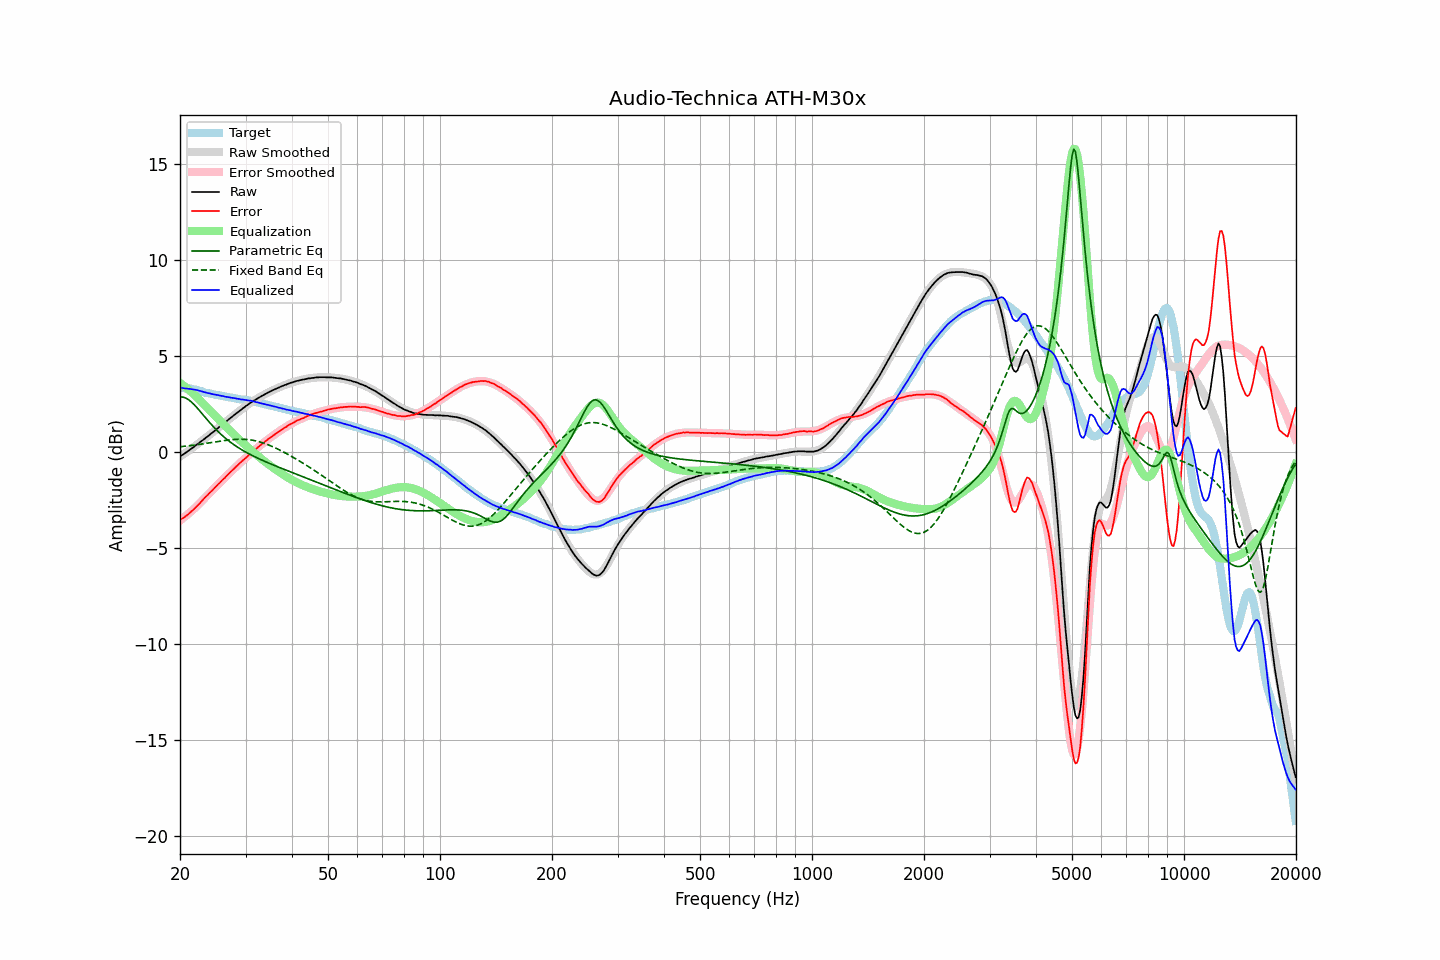 Audio-Technica ATH-M30x
Target
Raw Smoothed
Error Smoothed
Raw
Error
Equalization
Parametric Eq
Fixed Band Eq
Equalized
15
10
5
0
−5
−10
−15
−20
Amplitude (dBr)
20 50 100 200 500 1000 2000 5000 10000 20000
Frequency (Hz)